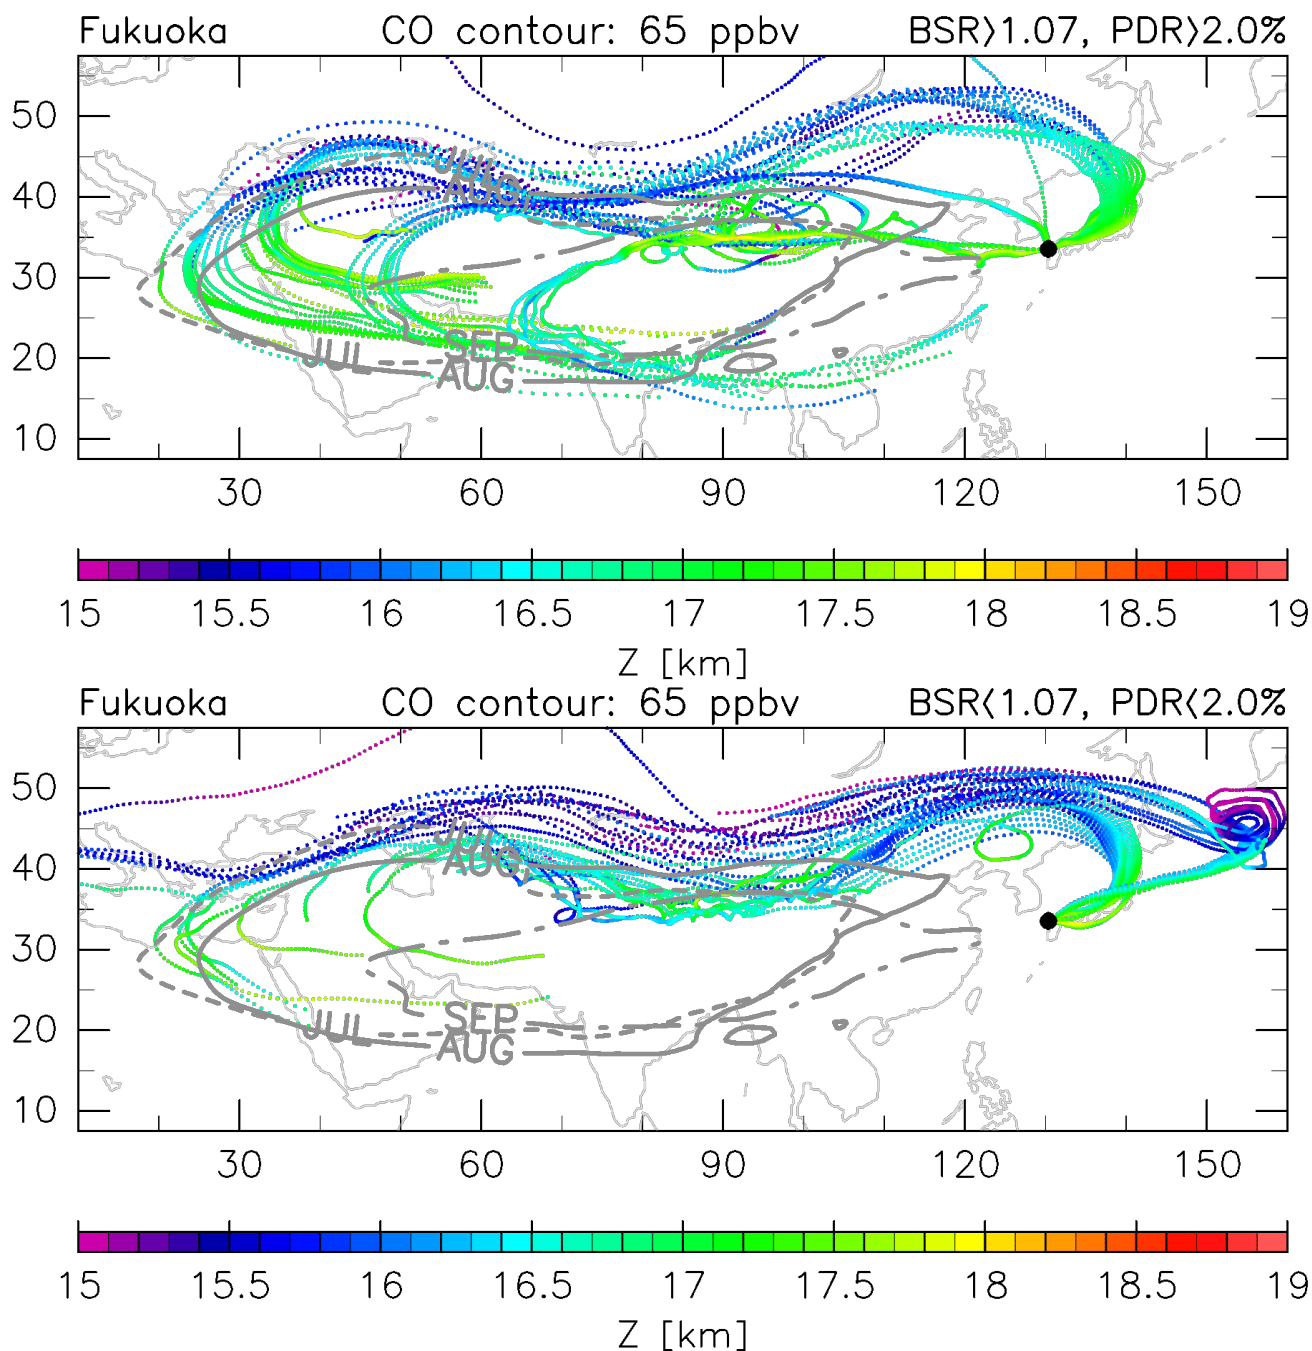 Fukuoka CO contour: 65 ppbv BSR>1.07, PDR>2.0%
50
40
30
20
10
JUL
AUG
SEP
JUL
AUG
30 60 90 120 150
15 15.5 16 16.5 17 17.5 18 18.5 19
Z [km]
Fukuoka CO contour: 65 ppbv BSR<1.07, PDR<2.0%
50
40
30
20
10
JUL
AUG
SEP
JUL
AUG
30 60 90 120 150
15 15.5 16 16.5 17 17.5 18 18.5 19
Z [km]